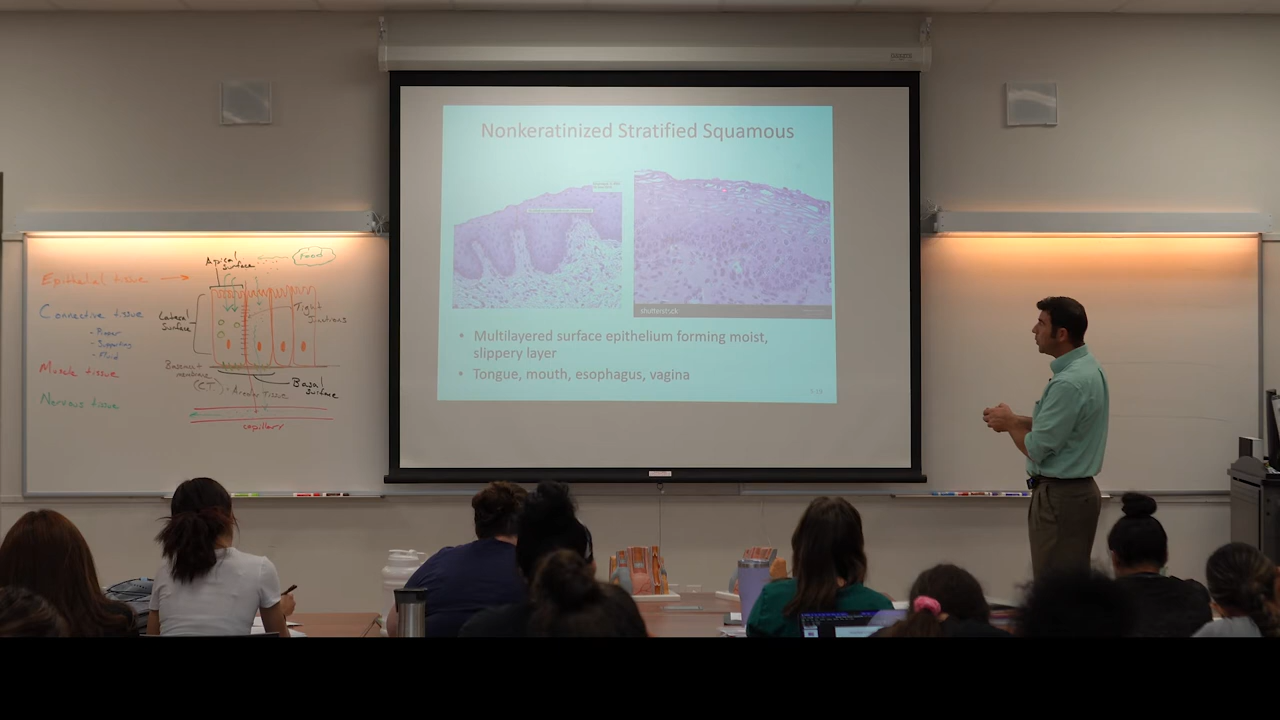 Nonkeratinized Stratified Squamous
shutterstock
• Multilayered surface epithelium forming moist,
slippery layer
• Tongue, mouth, esophagus, vagina
Epithelial tissue →
Connective tissue
- Proper
- Supporting
- Fluid
Muscle tissue
Nervous tissue
Apical
Surface
Food
Lateral
Surface
Tight
Junctions
Basement
membrane
Basal
Surface
(C.T.) - Areolar Tissue
capillary